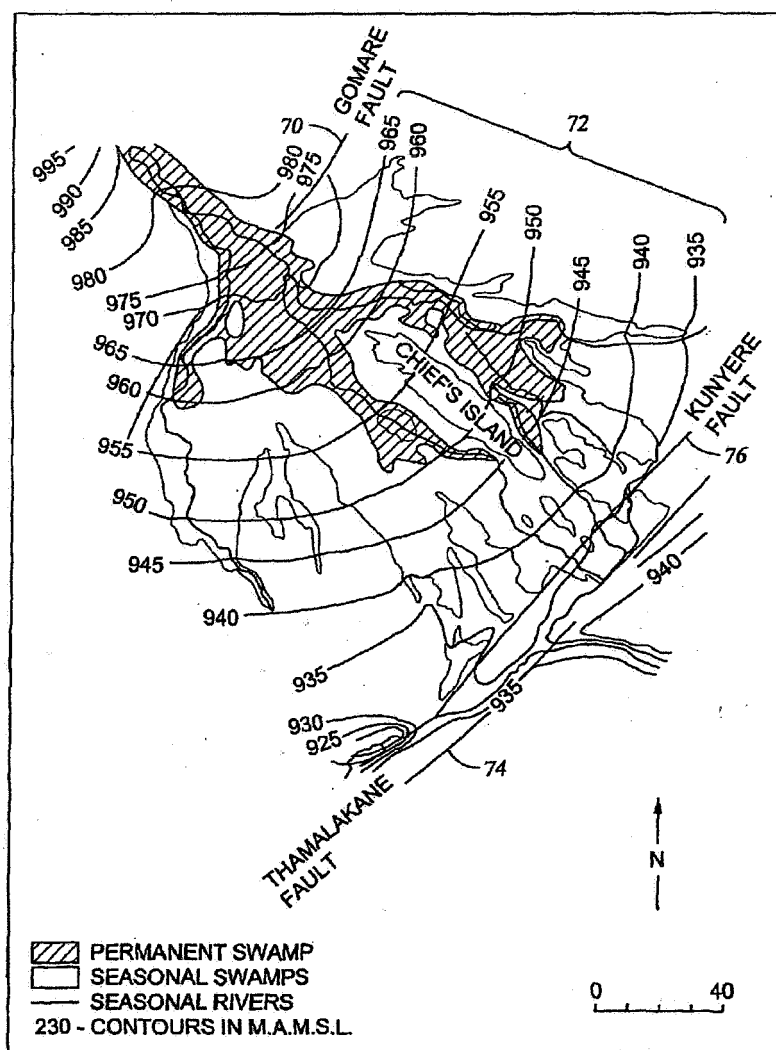 GOMARE
FAULT
70
72
995
990
985
980
980
975
965
960
955
950
945
940
935
975
970
965
960
955
950
945
940
935
930
925
CHIEF'S ISLAND
KUNYERE
FAULT
76
940
935
74
THAMALAKANE
FAULT
N
PERMANENT SWAMP
SEASONAL SWAMPS
SEASONAL RIVERS
230 - CONTOURS IN M.A.M.S.L.
0 40